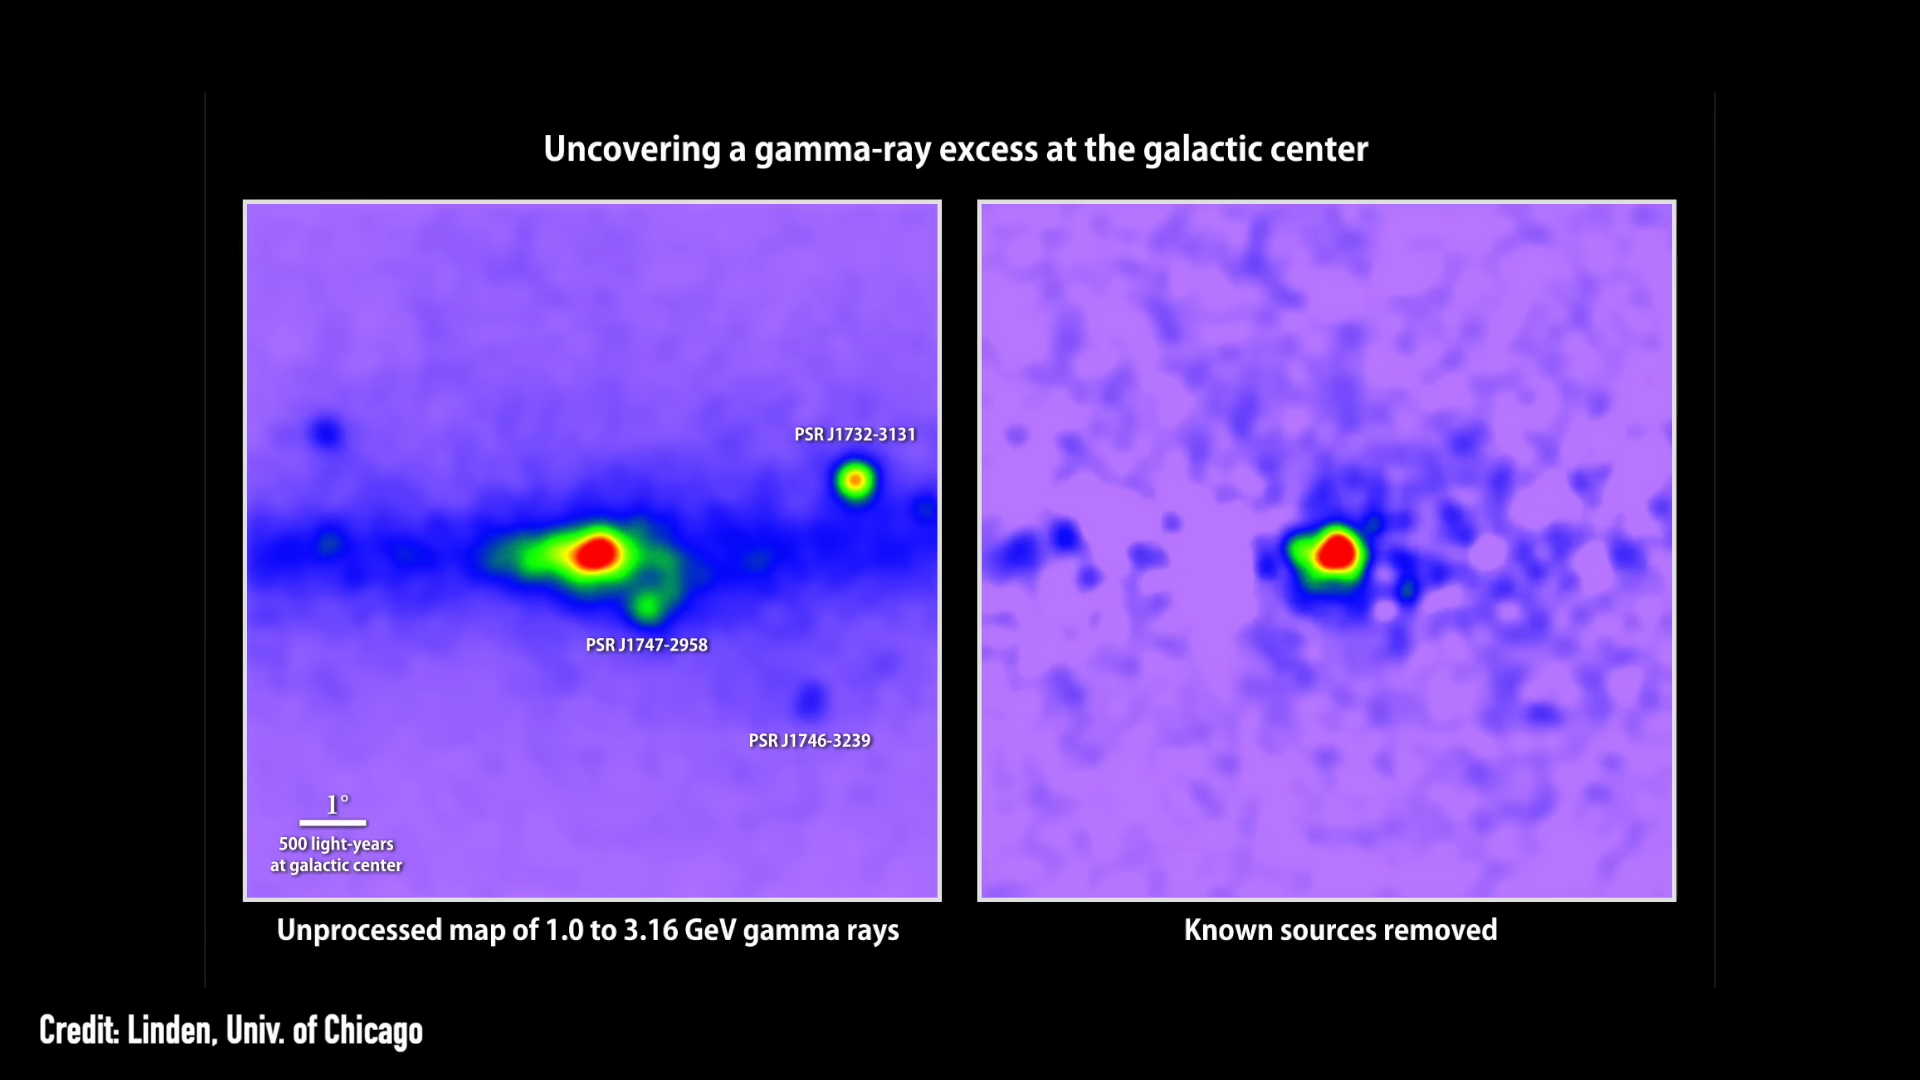 Uncovering a gamma-ray excess at the galactic center
PSR J1732-3131
PSR J1747-2958
PSR J1746-3239
1°
500 light-years
at galactic center
Unprocessed map of 1.0 to 3.16 GeV gamma rays
Known sources removed
Credit: Linden, Univ. of Chicago